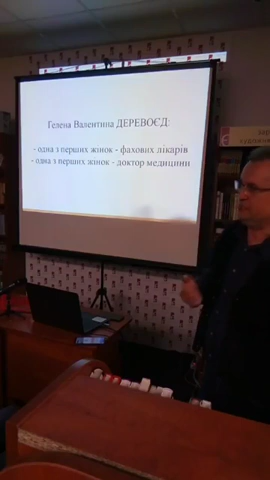 Гелена Валентина ДЕРЕВОЄД:
- одна з перших жінок - фахових лікарів
- одна з перших жінок - доктор медицини